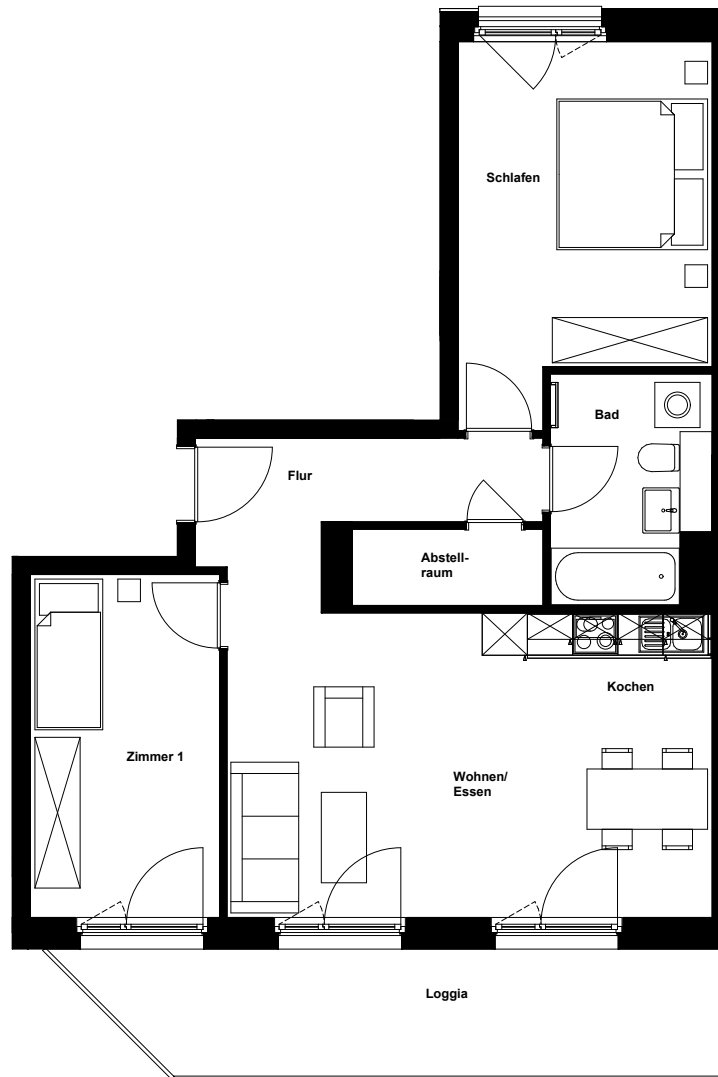 Schlafen
Bad
Flur
Abstell-
raum
Kochen
Zimmer 1
Wohnen/
Essen
Loggia